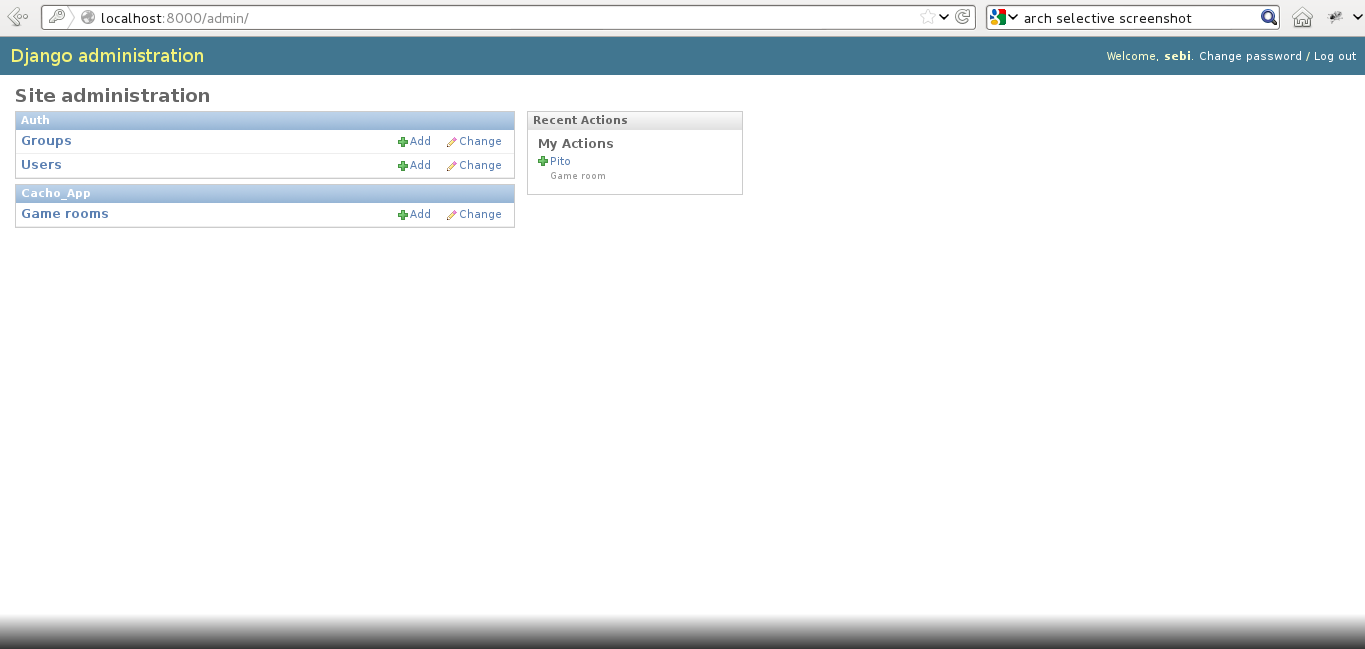 localhost:8000/admin/
arch selective screenshot
Django administration
Welcome, sebi. Change password / Log out
Site administration
Auth
Groups Add Change
Users Add Change
Cacho_App
Game rooms Add Change
Recent Actions
My Actions
Pito
Game room